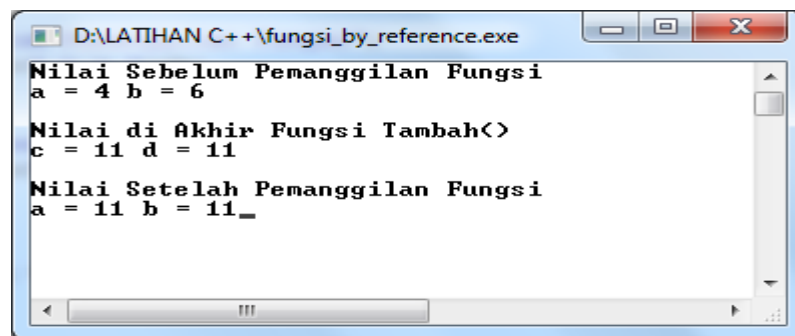 D:\LATIHAN C++\fungsi_by_reference.exe
Nilai Sebelum Pemanggilan Fungsi
a = 4 b = 6
Nilai di Akhir Fungsi Tambah()
c = 11 d = 11
Nilai Setelah Pemanggilan Fungsi
a = 11 b = 11_